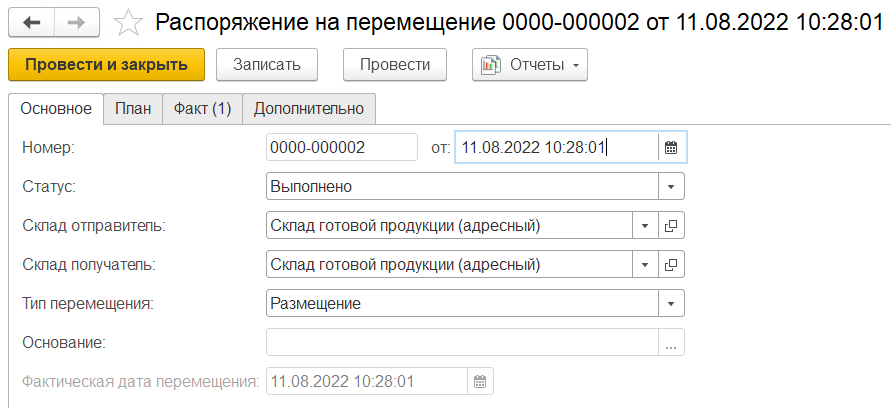 Распоряжение на перемещение 0000-000002 от 11.08.2022 10:28:01
Провести и закрыть Записать Провести Отчеты
Основное План Факт (1) Дополнительно
Номер: 0000-000002 от: 11.08.2022 10:28:01
Статус: Выполнено
Склад отправитель: Склад готовой продукции (адресный)
Склад получатель: Склад готовой продукции (адресный)
Тип перемещения: Размещение
Основание: ...
Фактическая дата перемещения: 11.08.2022 10:28:01